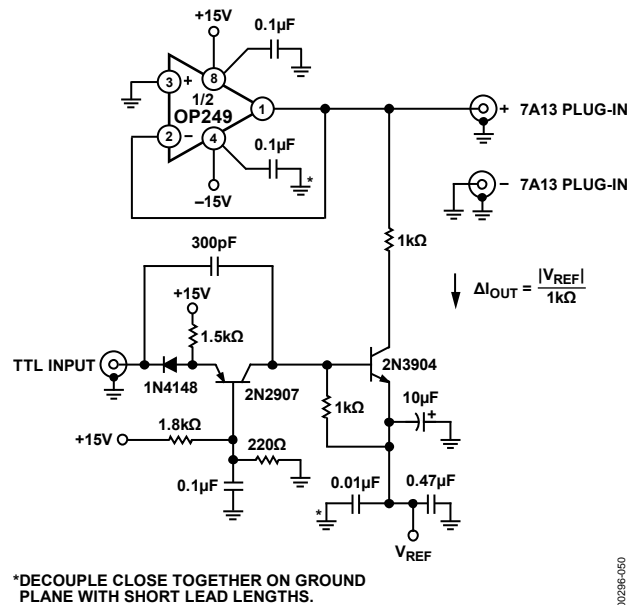 +15V
0.1µF
3
+
8
1/2
OP249
1
2
−
4
0.1µF
*
−15V
+ 7A13 PLUG-IN
− 7A13 PLUG-IN
300pF
1kΩ
+15V
1.5kΩ
ΔIOUT = |VREF| / 1kΩ
TTL INPUT
1N4148
2N2907
2N3904
1kΩ
10µF
+
1.8kΩ
+15V
220Ω
0.1µF
0.01µF
0.47µF
*
VREF
*DECOUPLE CLOSE TOGETHER ON GROUND
PLANE WITH SHORT LEAD LENGTHS.
00296-050